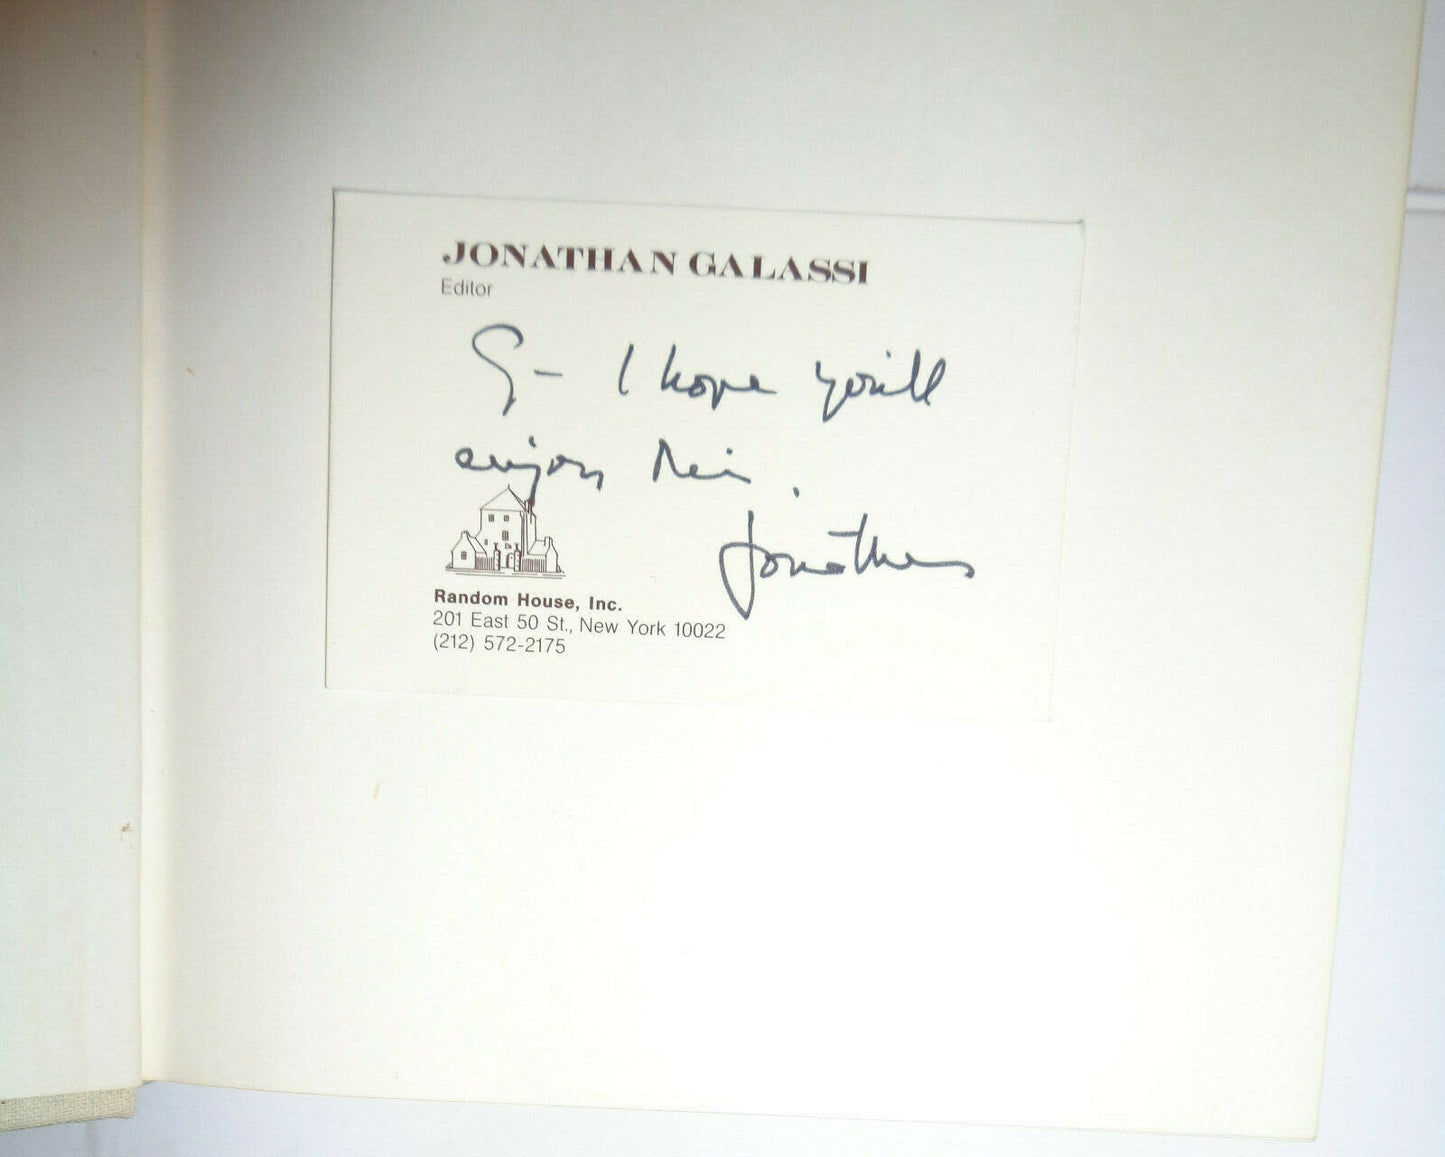 JONATHAN GALASSI
Editor
G– I hope you'll
enjoy this.
Jonathan
Random House, Inc.
201 East 50 St., New York 10022
(212) 572-2175